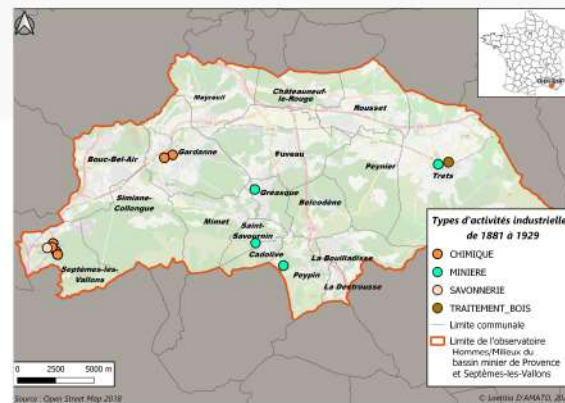 Châteauneuf-
le-Rouge
Meyreuil
Rousset
Bouc-Bel-Air
Gardanne
Fuveau
Peynier
Trets
Simiane-
Collongue
Gréasque
Belcodène
Mimet
Saint-
Savournin
Cadolive
La Bouilladisse
Septèmes-les-
Vallons
Peypin
La Destrousse
Types d'activités industrielle
de 1881 à 1929
CHIMIQUE
MINIERE
SAVONNERIE
TRAITEMENT_BOIS
Limite communale
Limite de l'observatoire
Hommes/Milieux du
bassin minier de Provence
et Septèmes-les-Vallons
0 2500 5000 m
Source : Open Street Map 2018
© Laetitia D'AMATO, 20